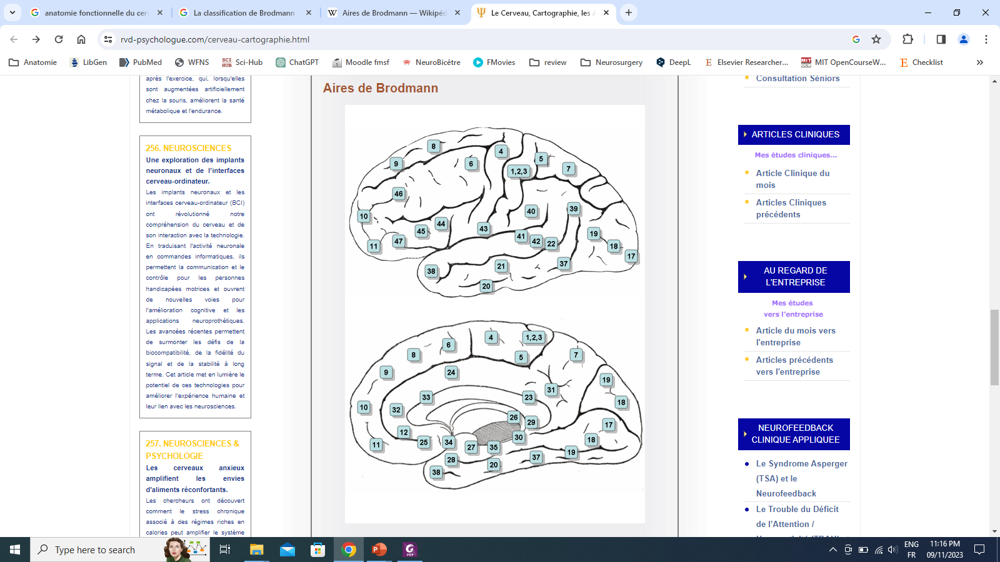 anatomie fonctionnelle du cer
La classification de Brodmann
Aires de Brodmann — Wikipéd
Le Cerveau, Cartographie, les A
rvd-psychologue.com/cerveau-cartographie.html
Anatomie
LibGen
PubMed
WFNS
SCI HUB
Sci-Hub
ChatGPT
Moodle fmsf
NeuroBicêtre
FMovies
review
Neurosurgery
DeepL
Elsevier Researcher...
MIT OpenCourseW...
Checklist
après l'exercice, qui, lorsqu'elles
sont augmentées artificiellement
chez la souris, améliorent la santé
métabolique et l'endurance.
256. NEUROSCIENCES
Une exploration des implants
neuronaux et de l'interfaces
cerveau-ordinateur.
Les implants neuronaux et les
interfaces cerveau-ordinateur (BCI)
ont révolutionné notre
compréhension du cerveau et de
son interaction avec la technologie.
En traduisant l'activité neuronale
en commandes informatiques, ils
permettent la communication et le
contrôle pour les personnes
handicapées motrices et ouvrent
de nouvelles voies pour
l'amélioration cognitive et les
applications neuroprothétiques.
Les avancées récentes permettent
de surmonter les défis de la
biocompatibilité, de la fidélité du
signal et de la stabilité à long
terme. Cet article met en lumière le
potentiel de ces technologies pour
améliorer l'expérience humaine et
leur lien avec les neurosciences.
257. NEUROSCIENCES &
PSYCHOLOGIE
Les cerveaux anxieux
amplifient les envies
d'aliments réconfortants.
Les chercheurs ont découvert
comment le stress chronique
associé à des régimes riches en
calories peut amplifier le système
Aires de Brodmann
8
4
9
6
5
1,2,3
7
46
10
40
39
45
44
43
41
42
22
19
18
17
11
47
38
21
37
20
6
4
1,2,3
8
5
7
9
24
19
33
23
31
18
10
32
26
29
17
12
30
18
11
25
34
27
35
19
28
20
37
38
Consultation Séniors
ARTICLES CLINIQUES
Mes études cliniques...
Article Clinique du
mois
Articles Cliniques
précédents
AU REGARD DE
L'ENTREPRISE
Mes études
vers l'entreprise
Article du mois vers
l'entreprise
Articles précédents
vers l'entreprise
NEUROFEEDBACK
CLINIQUE APPLIQUEE
Le Syndrome Asperger
(TSA) et le
Neurofeedback
Le Trouble du Déficit
de l'Attention /
Type here to search
ENG
FR
11:16 PM
09/11/2023